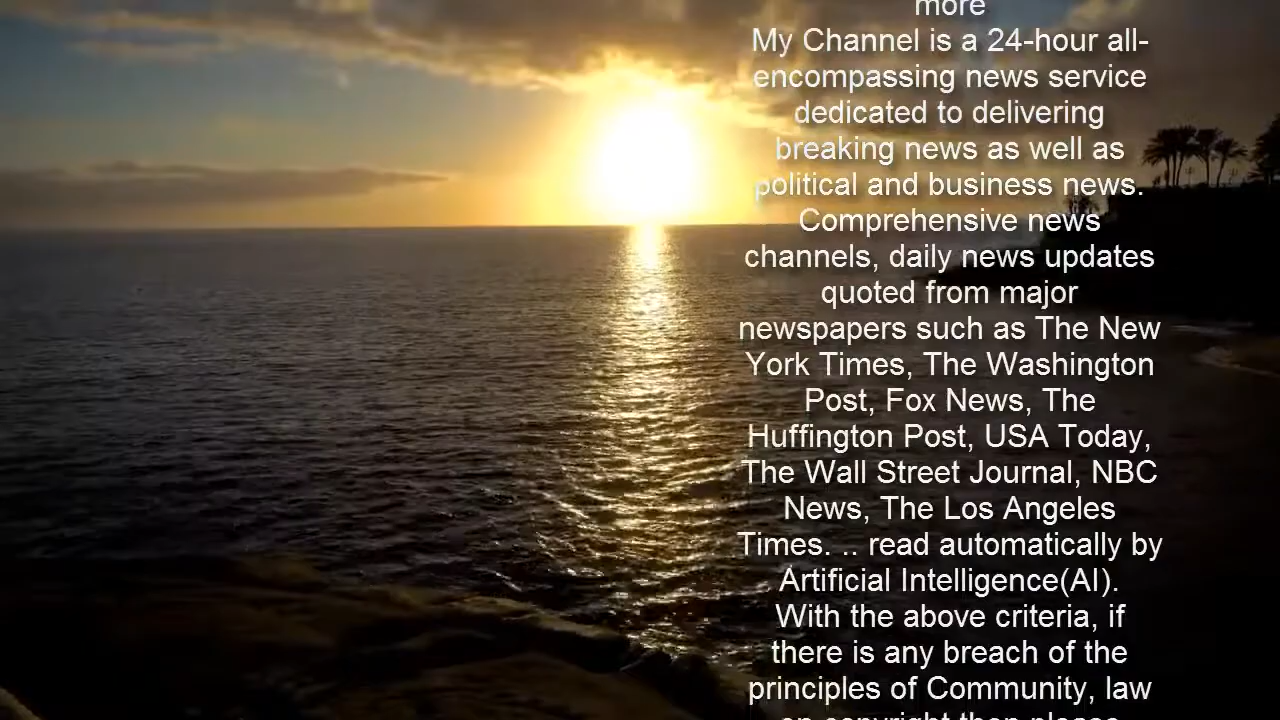 more
My Channel is a 24-hour all-
encompassing news service
dedicated to delivering
breaking news as well as
political and business news.
Comprehensive news
channels, daily news updates
quoted from major
newspapers such as The New
York Times, The Washington
Post, Fox News, The
Huffington Post, USA Today,
The Wall Street Journal, NBC
News, The Los Angeles
Times. .. read automatically by
Artificial Intelligence(AI).
With the above criteria, if
there is any breach of the
principles of Community, law
on copyright then please